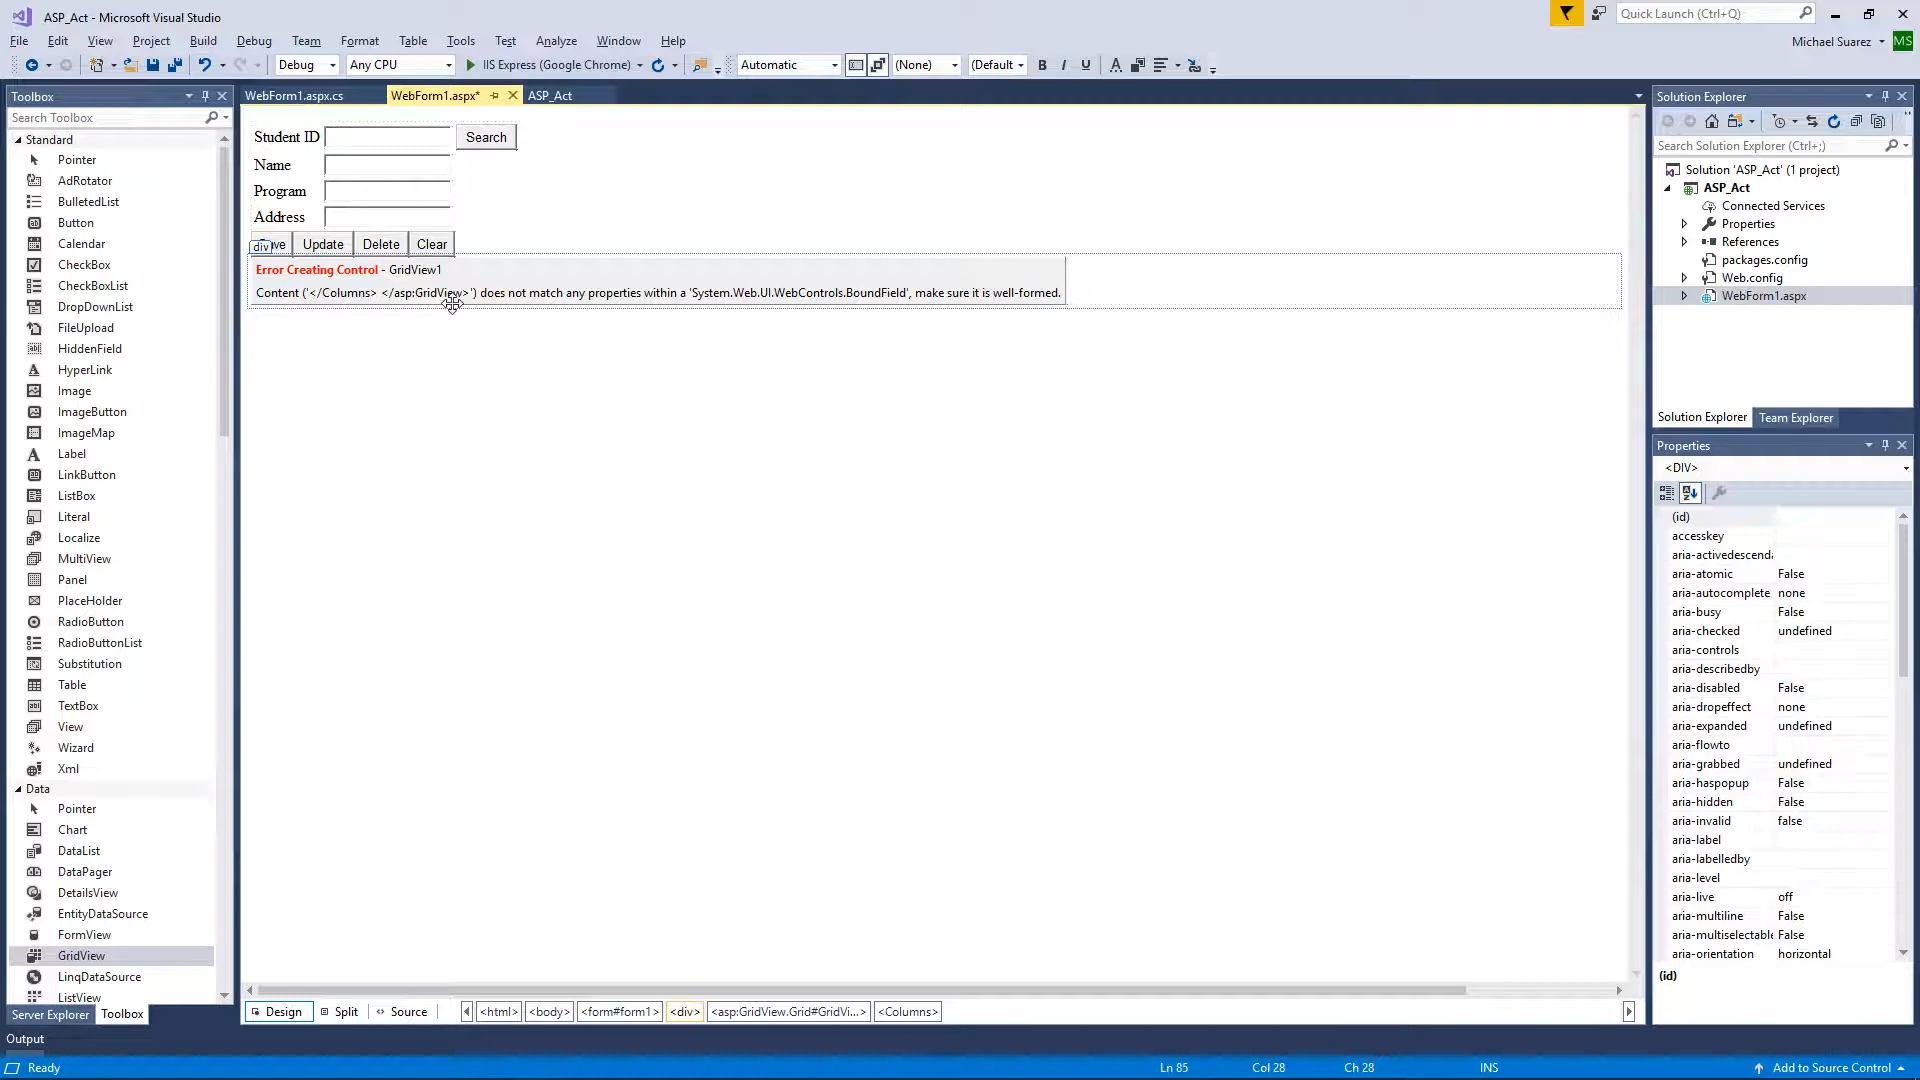 ASP_Act - Microsoft Visual Studio
Quick Launch (Ctrl+Q)
File Edit View Project Build Debug Team Format Table Tools Test Analyze Window Help
Michael Suarez MS
Debug Any CPU IIS Express (Google Chrome) Automatic (None) (Default B I U A
Toolbox
WebForm1.aspx.cs WebForm1.aspx* ASP_Act
Search Toolbox
Standard
Pointer
AdRotator
BulletedList
Button
Calendar
CheckBox
CheckBoxList
DropDownList
FileUpload
HiddenField
HyperLink
Image
ImageButton
ImageMap
Label
LinkButton
ListBox
Literal
Localize
MultiView
Panel
PlaceHolder
RadioButton
RadioButtonList
Substitution
Table
TextBox
View
Wizard
Xml
Data
Pointer
Chart
DataList
DataPager
DetailsView
EntityDataSource
FormView
GridView
LinqDataSource
ListView
Server Explorer Toolbox
Student ID Search
Name
Program
Address
div ve Update Delete Clear
Error Creating Control - GridView1
Content ('</Columns> </asp:GridView>') does not match any properties within a 'System.Web.UI.WebControls.BoundField', make sure it is well-formed.
Design Split Source <html> <body> <form#form1> <div> <asp:GridView.Grid#GridVi...> <Columns>
Solution Explorer
Search Solution Explorer (Ctrl+;)
Solution 'ASP_Act' (1 project)
ASP_Act
Connected Services
Properties
References
packages.config
Web.config
WebForm1.aspx
Solution Explorer Team Explorer
Properties
<DIV>
(id)
accesskey
aria-activedescenda
aria-atomic False
aria-autocomplete none
aria-busy False
aria-checked undefined
aria-controls
aria-describedby
aria-disabled False
aria-dropeffect none
aria-expanded undefined
aria-flowto
aria-grabbed undefined
aria-haspopup False
aria-hidden False
aria-invalid false
aria-label
aria-labelledby
aria-level
aria-live off
aria-multiline False
aria-multiselectable False
aria-orientation horizontal
(id)
Output
Ready Ln 85 Col 28 Ch 28 INS Add to Source Control